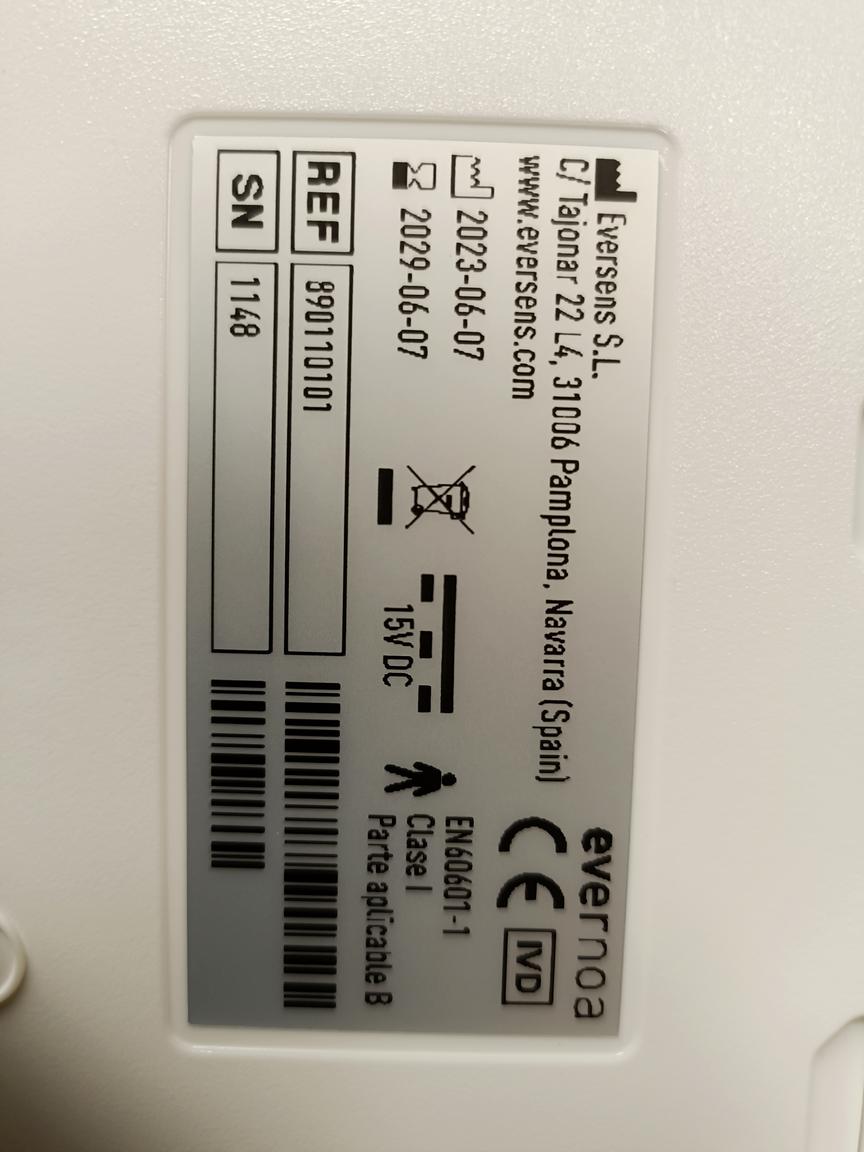 Eversens S.L.
C/ Tajonar 22 L4, 31006 Pamplona, Navarra (Spain)
www.eversens.com
evernoa
CE IVD
2023-06-07
2029-06-07
15V DC
EN60601-1
Clase I
Parte aplicable B
REF 890110101
SN 1148